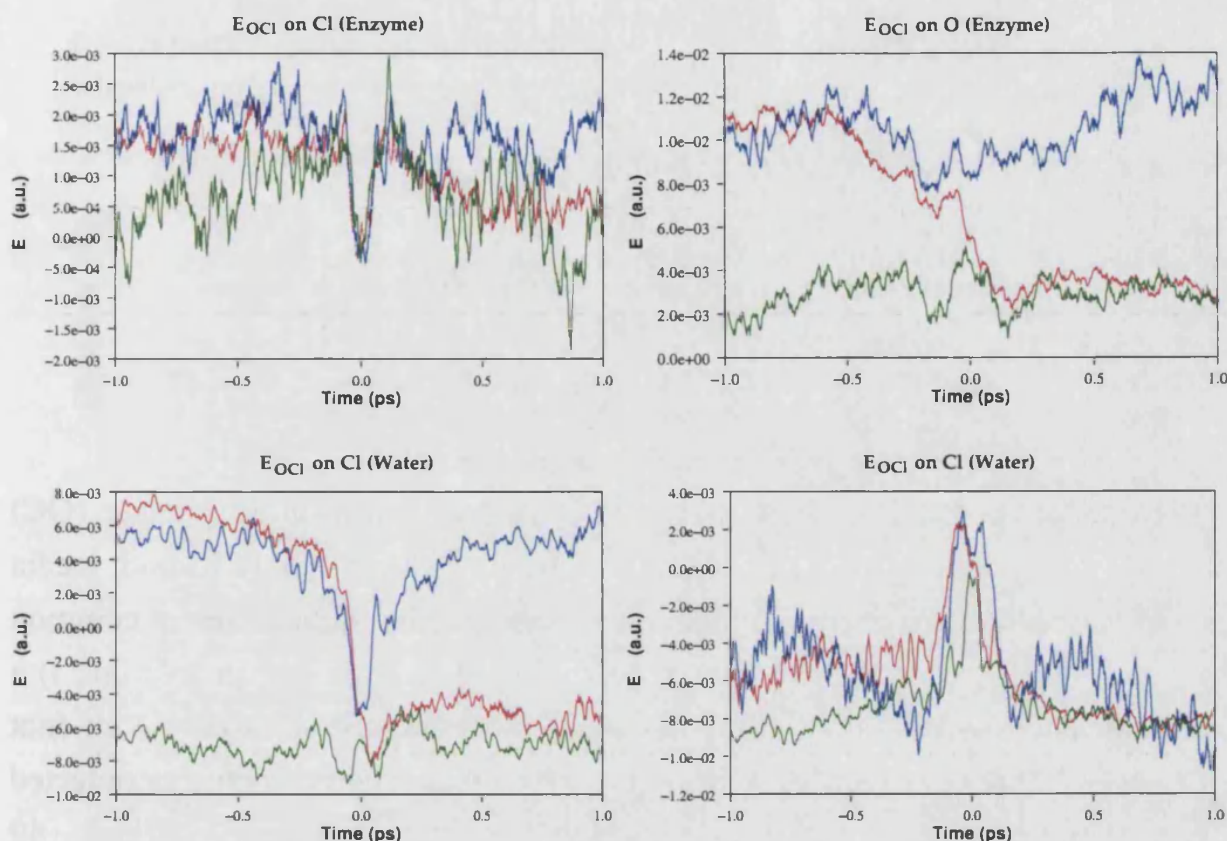 E_OCl on Cl (Enzyme)
3.0e-03
2.5e-03
2.0e-03
1.5e-03
1.0e-03
5.0e-04
0.0e+00
−5.0e-04
−1.0e-03
−1.5e-03
−2.0e-03
E (a.u.)
−1.0 −0.5 0.0 0.5 1.0
Time (ps)
E_OCl on O (Enzyme)
1.4e-02
1.2e-02
1.0e-02
8.0e-03
6.0e-03
4.0e-03
2.0e-03
0.0e+00
E (a.u.)
−1.0 −0.5 0.0 0.5 1.0
Time (ps)
E_OCl on Cl (Water)
8.0e-03
6.0e-03
4.0e-03
2.0e-03
0.0e+00
−2.0e-03
−4.0e-03
−6.0e-03
−8.0e-03
−1.0e-02
E (a.u.)
−1.0 −0.5 0.0 0.5 1.0
Time (ps)
E_OCl on Cl (Water)
4.0e-03
2.0e-03
0.0e+00
−2.0e-03
−4.0e-03
−6.0e-03
−8.0e-03
−1.0e-02
−1.2e-02
E (a.u.)
−1.0 −0.5 0.0 0.5 1.0
Time (ps)